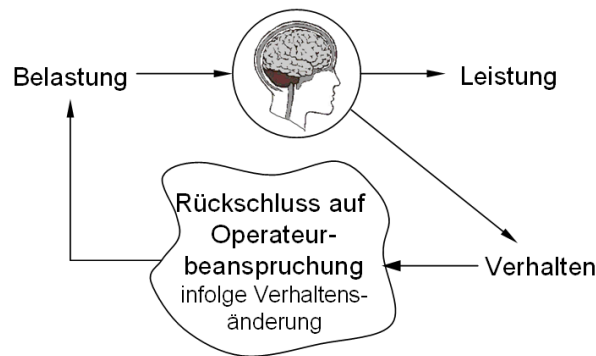 Belastung
Leistung
Rückschluss auf
Operateur-
beanspruchung
infolge Verhaltens-
änderung
Verhalten